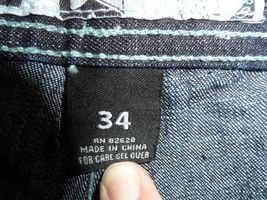 34
RN 82628
MADE IN CHINA
FOR CARE SEE OVER